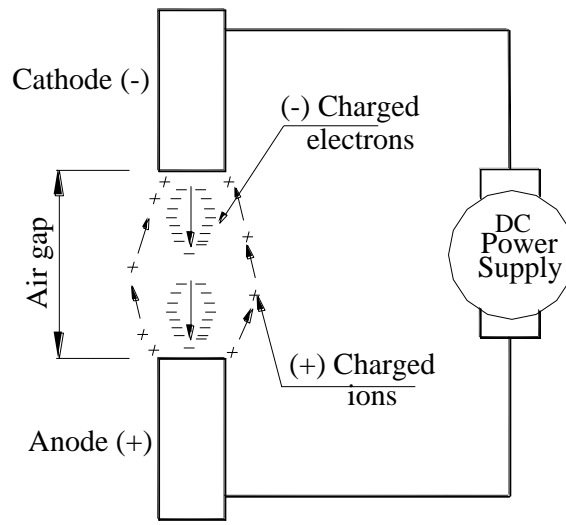 Cathode (-)
(-) Charged
electrons
DC
Power
Supply
Air gap
(+) Charged
ions
Anode (+)